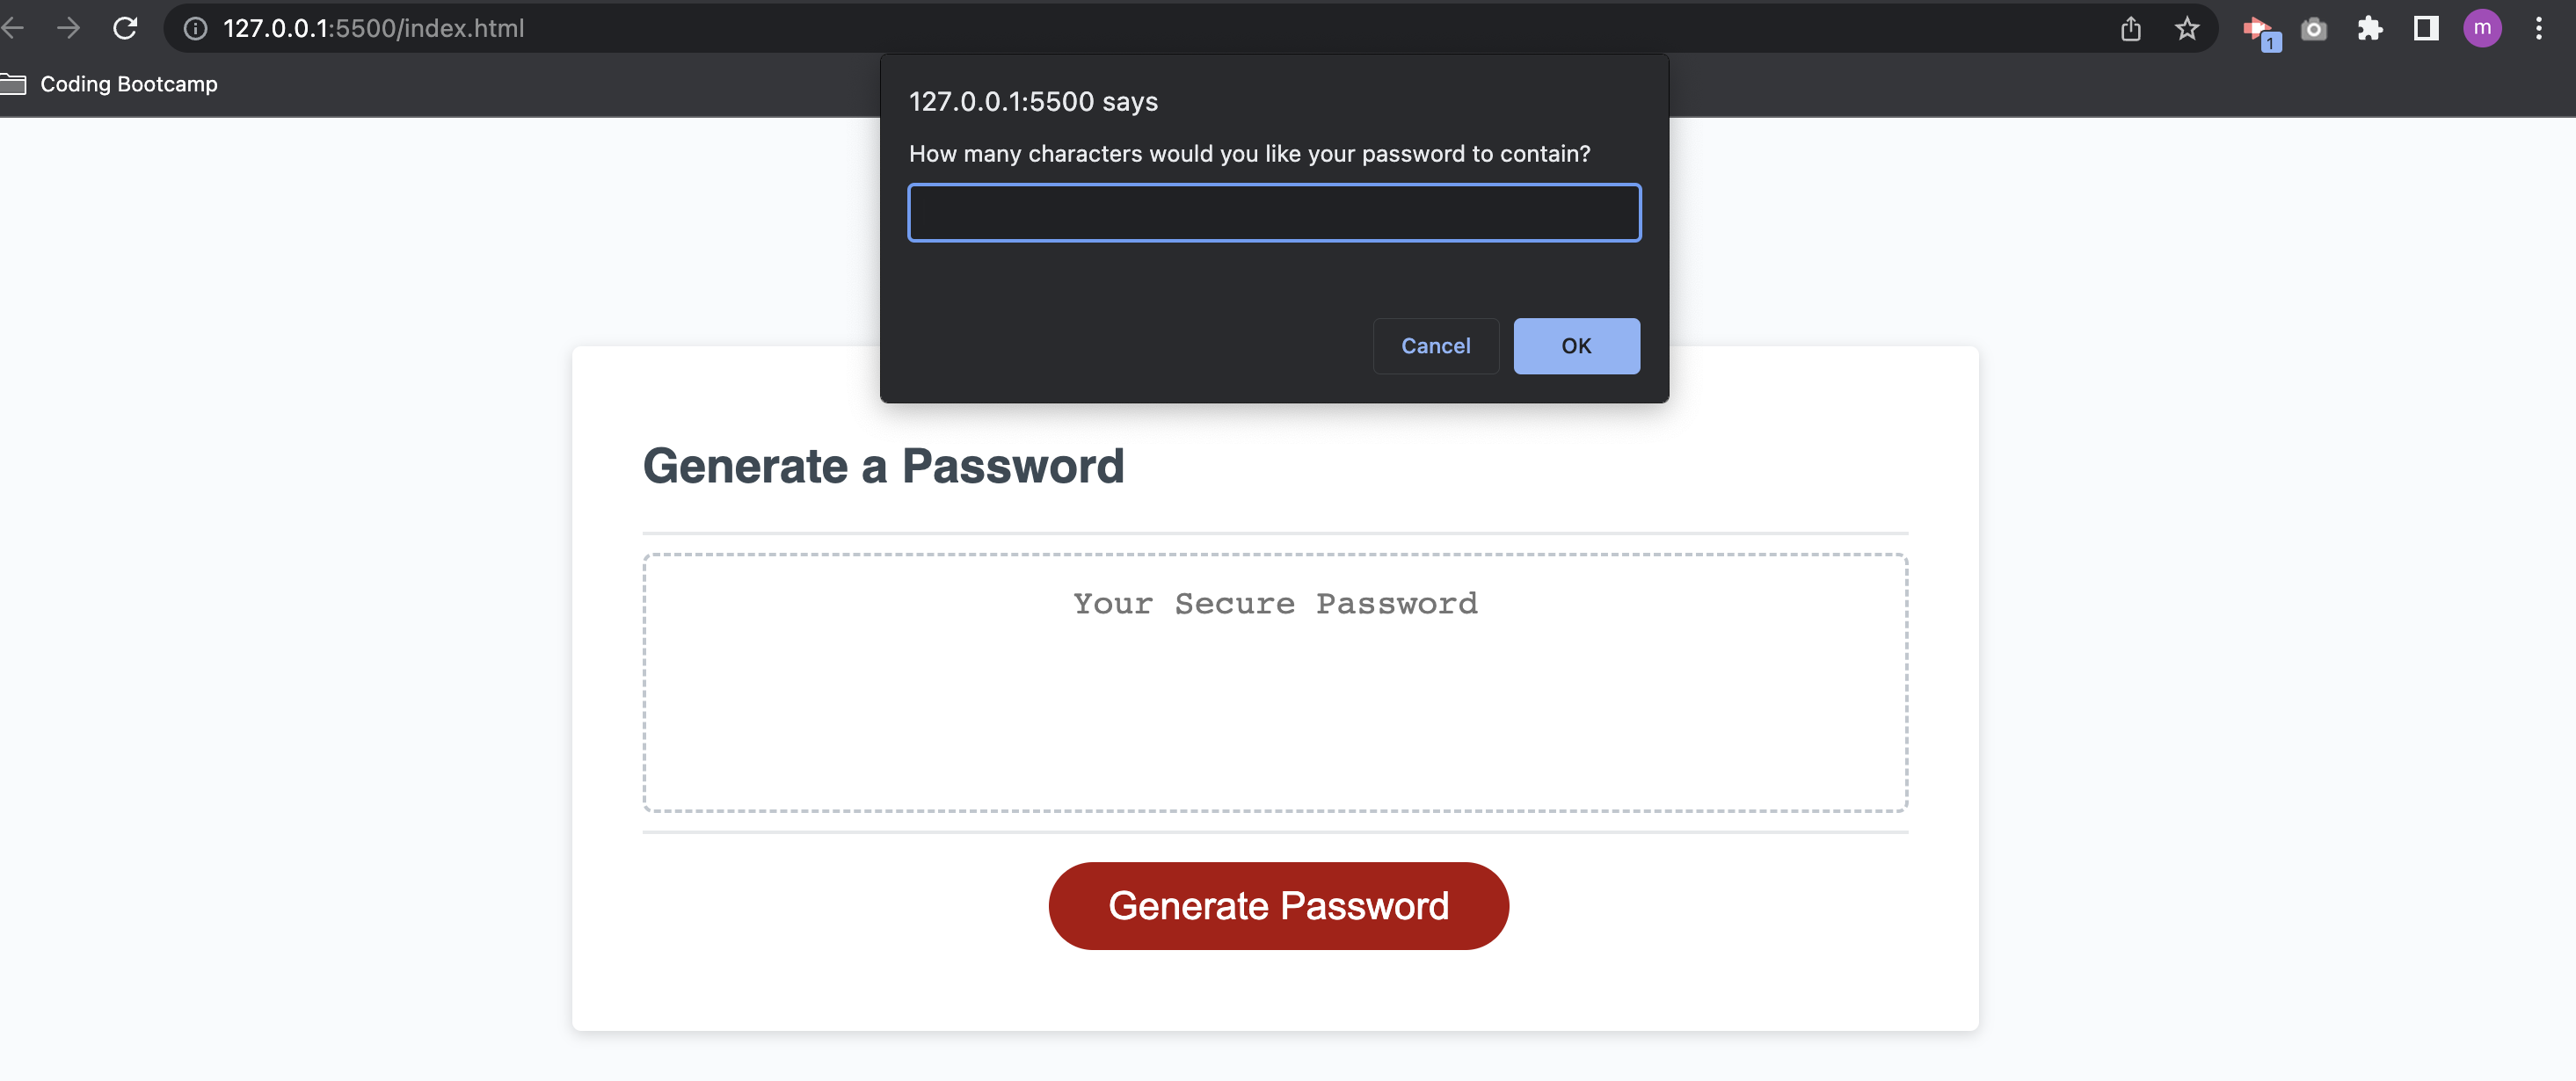 127.0.0.1:5500/index.html
1
m
Coding Bootcamp
127.0.0.1:5500 says
How many characters would you like your password to contain?
Cancel
OK
Generate a Password
Your Secure Password
Generate Password